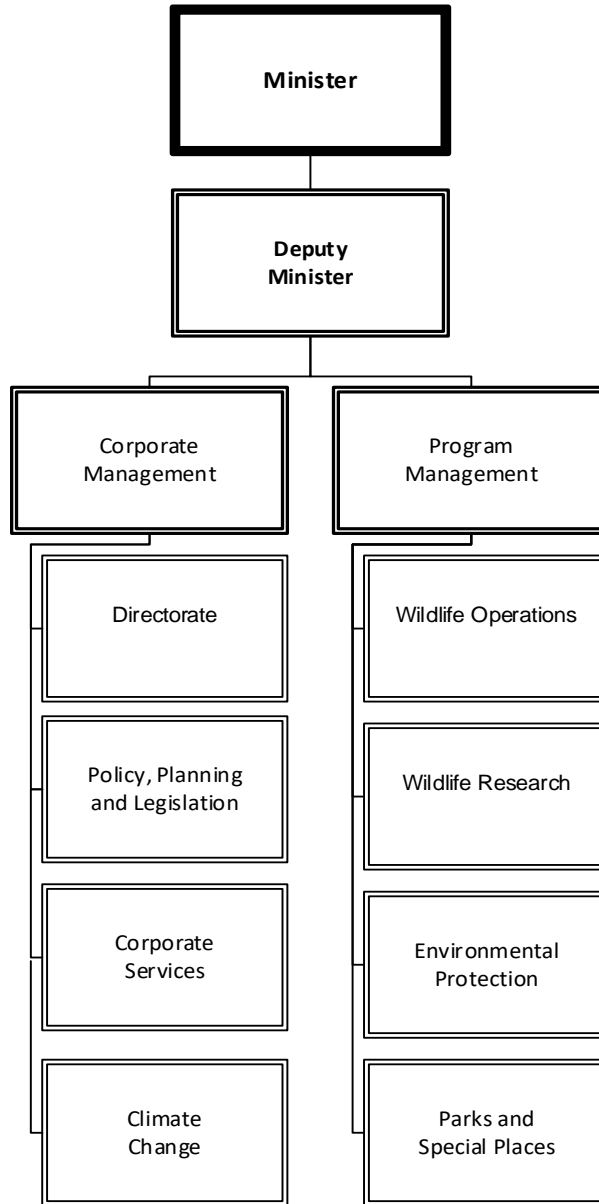 Minister
Deputy
Minister
Corporate
Management
Program
Management
Directorate
Wildlife Operations
Policy, Planning
and Legislation
Wildlife Research
Corporate
Services
Environmental
Protection
Climate
Change
Parks and
Special Places